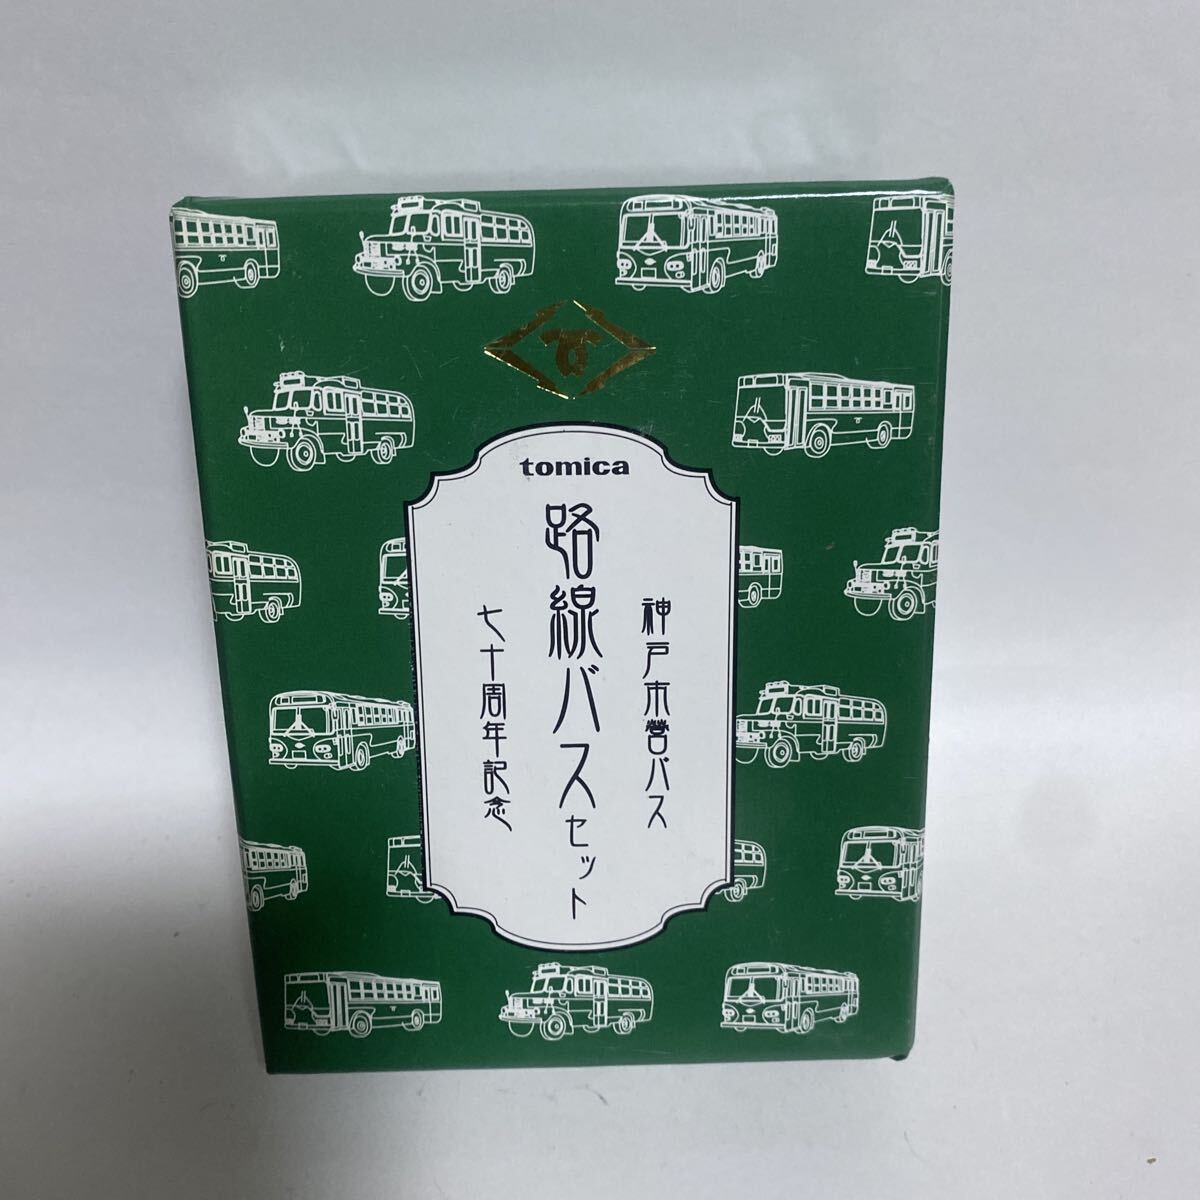 tomica
神戸市営バス
路線バスセット
七十周年記念